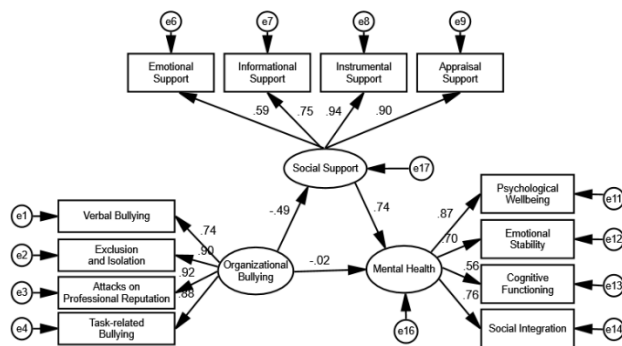 e6
e7
e8
e9
Emotional
Support
Informational
Support
Instrumental
Support
Appraisal
Support
.59
.75
.94
.90
Social Support
e17
-.49
.74
e1
Verbal Bullying
.74
e2
Exclusion
and Isolation
.90
e3
Attacks on
Professional Reputation
.92
e4
Task-related
Bullying
.88
Organizational
Bullying
-.02
Mental Health
e16
.87
Psychological
Wellbeing
e11
.70
Emotional
Stability
e12
.56
Cognitive
Functioning
e13
.76
Social Integration
e14